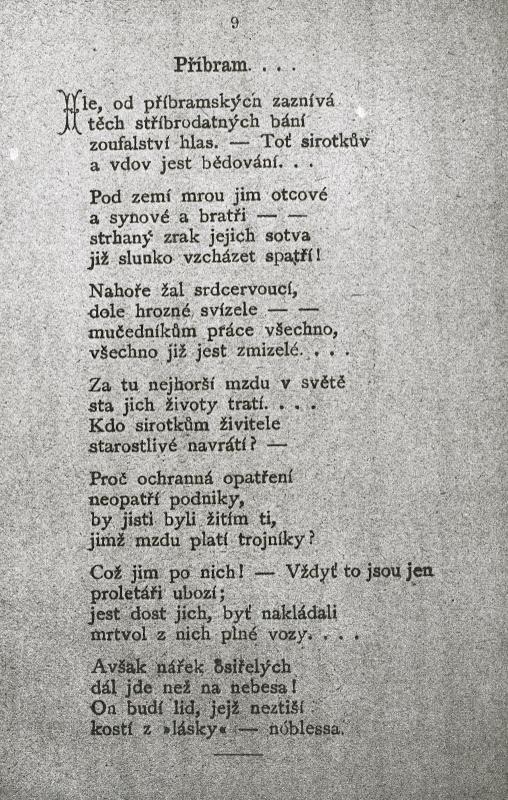 9
Příbram. . . .
Hle, od příbramských zaznívá
těch stříbrodatných bání
zoufalství hlas. — Toť sirotkův
a vdov jest bědování. . .
Pod zemí mrou jim otcové
a synové a bratři — —
strhaný zrak jejich sotva
již slunko vzcházet spatří!
Nahoře žal srdcervoucí,
dole hrozné svízele — —
mučedníkům práce všechno,
všechno již jest zmizelé. . . .
Za tu nejhorší mzdu v světě
sta jich životy tratí. . . .
Kdo sirotkům živitele
starostlivé navrátí? —
Proč ochranná opatření
neopatří podniky,
by jisti byli žitím ti,
jimž mzdu platí trojníky?
Což jim po nich! — Vždyť to jsou jen
proletáři ubozí;
jest dost jich, byť nakládali
mrtvol z nich plné vozy. . . .
Avšak nářek osiřelých
dál jde než na nebesa!
On budí lid, jejž neztiší
kostí z »lásky« — nóblessa.